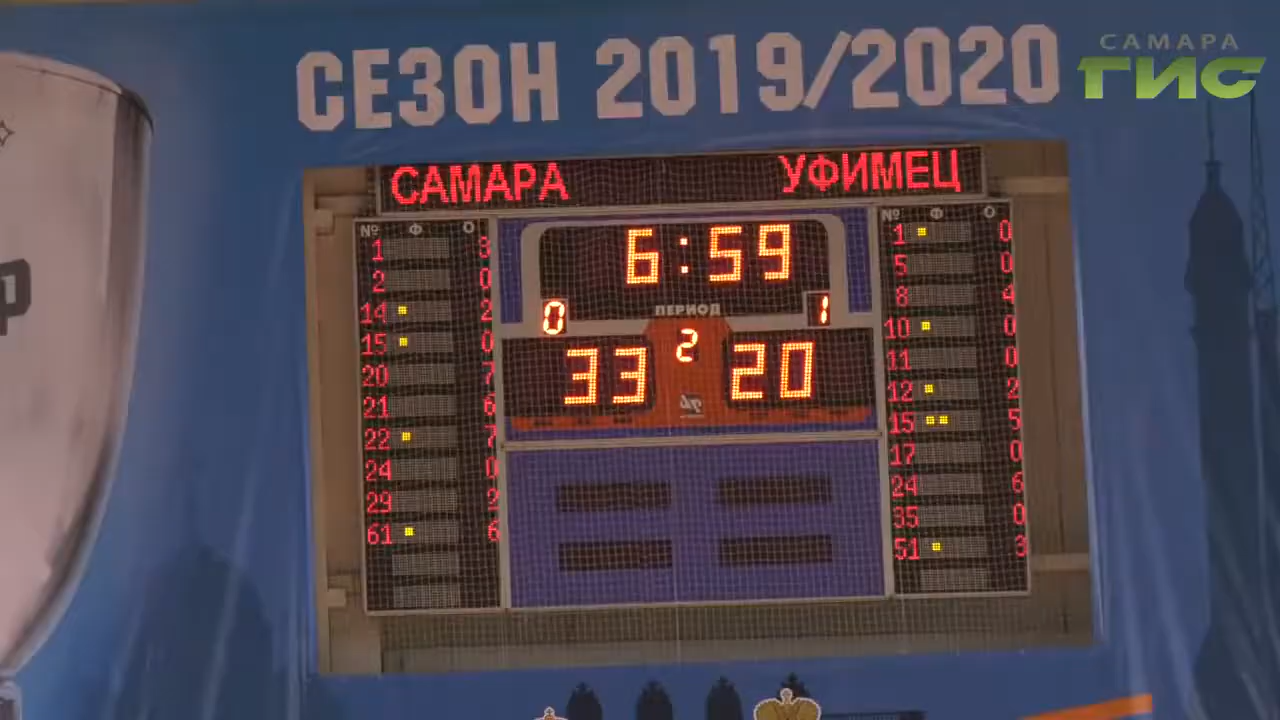 СЕЗОН 2019/2020
САМАРА
ГИС
САМАРА УФИМЕЦ
№ Ф О
1 3
2 0
14 2
15 0
20 7
21 6
22 7
24 0
29 2
61 6
6:59
0 ПЕРИОД 1
33 2 20
№ Ф О
1 0
5 0
8 4
10 0
11 0
12 2
15 5
17 0
24 6
35 0
51 3